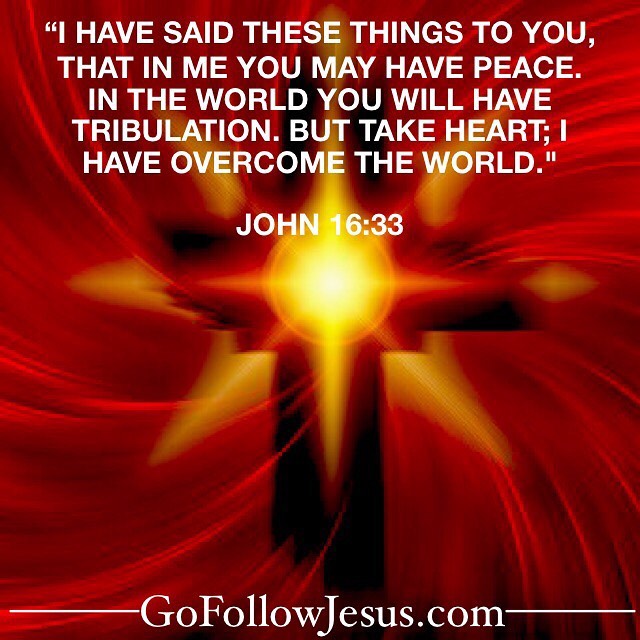 “I HAVE SAID THESE THINGS TO YOU,
THAT IN ME YOU MAY HAVE PEACE.
IN THE WORLD YOU WILL HAVE
TRIBULATION. BUT TAKE HEART; I
HAVE OVERCOME THE WORLD."
JOHN 16:33
GoFollowJesus.com